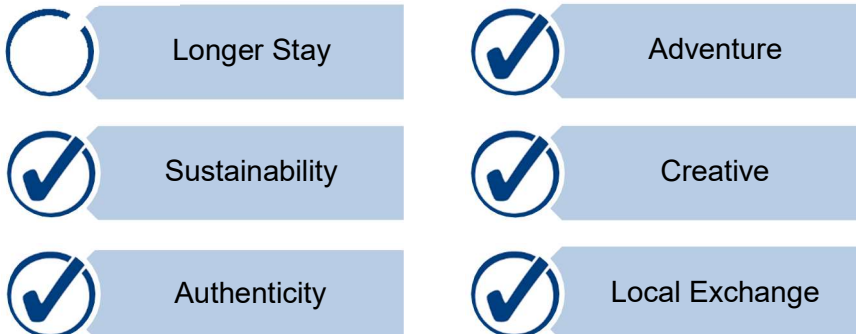 Longer Stay
Adventure
Sustainability
Creative
Authenticity
Local Exchange